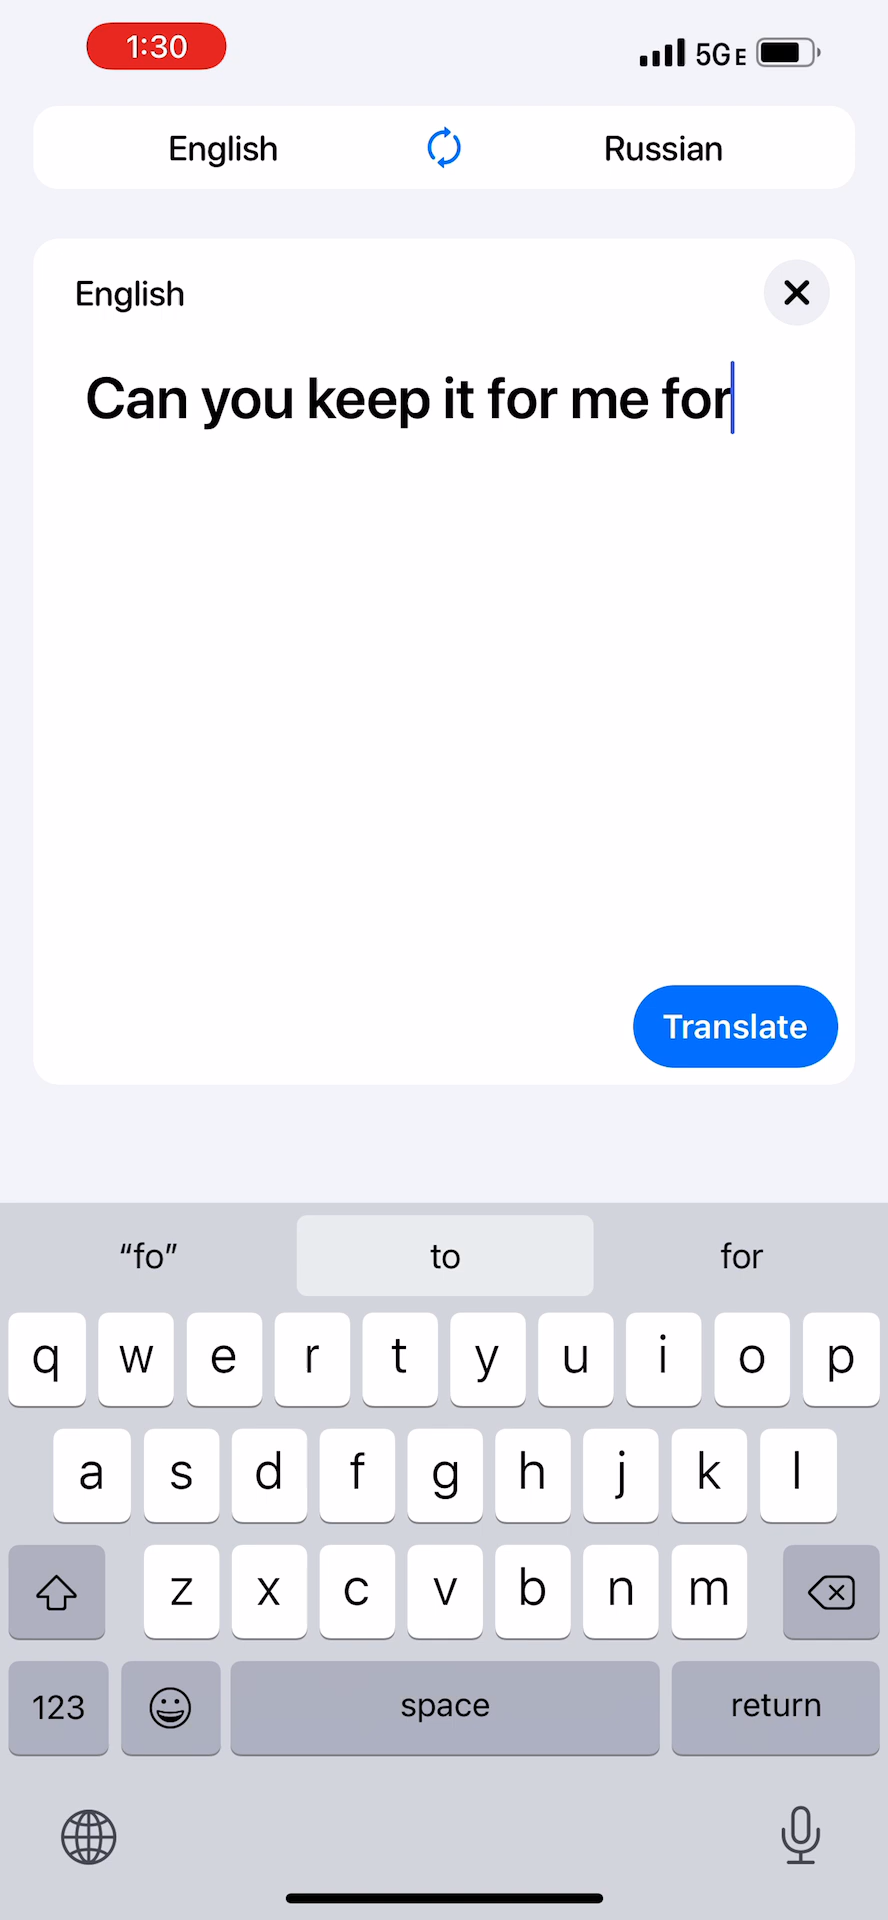 1:30
5GE
English
Russian
English
Can you keep it for me for
Translate
“fo”
to
for
q w e r t y u i o p
a s d f g h j k l
z x c v b n m
123
space
return